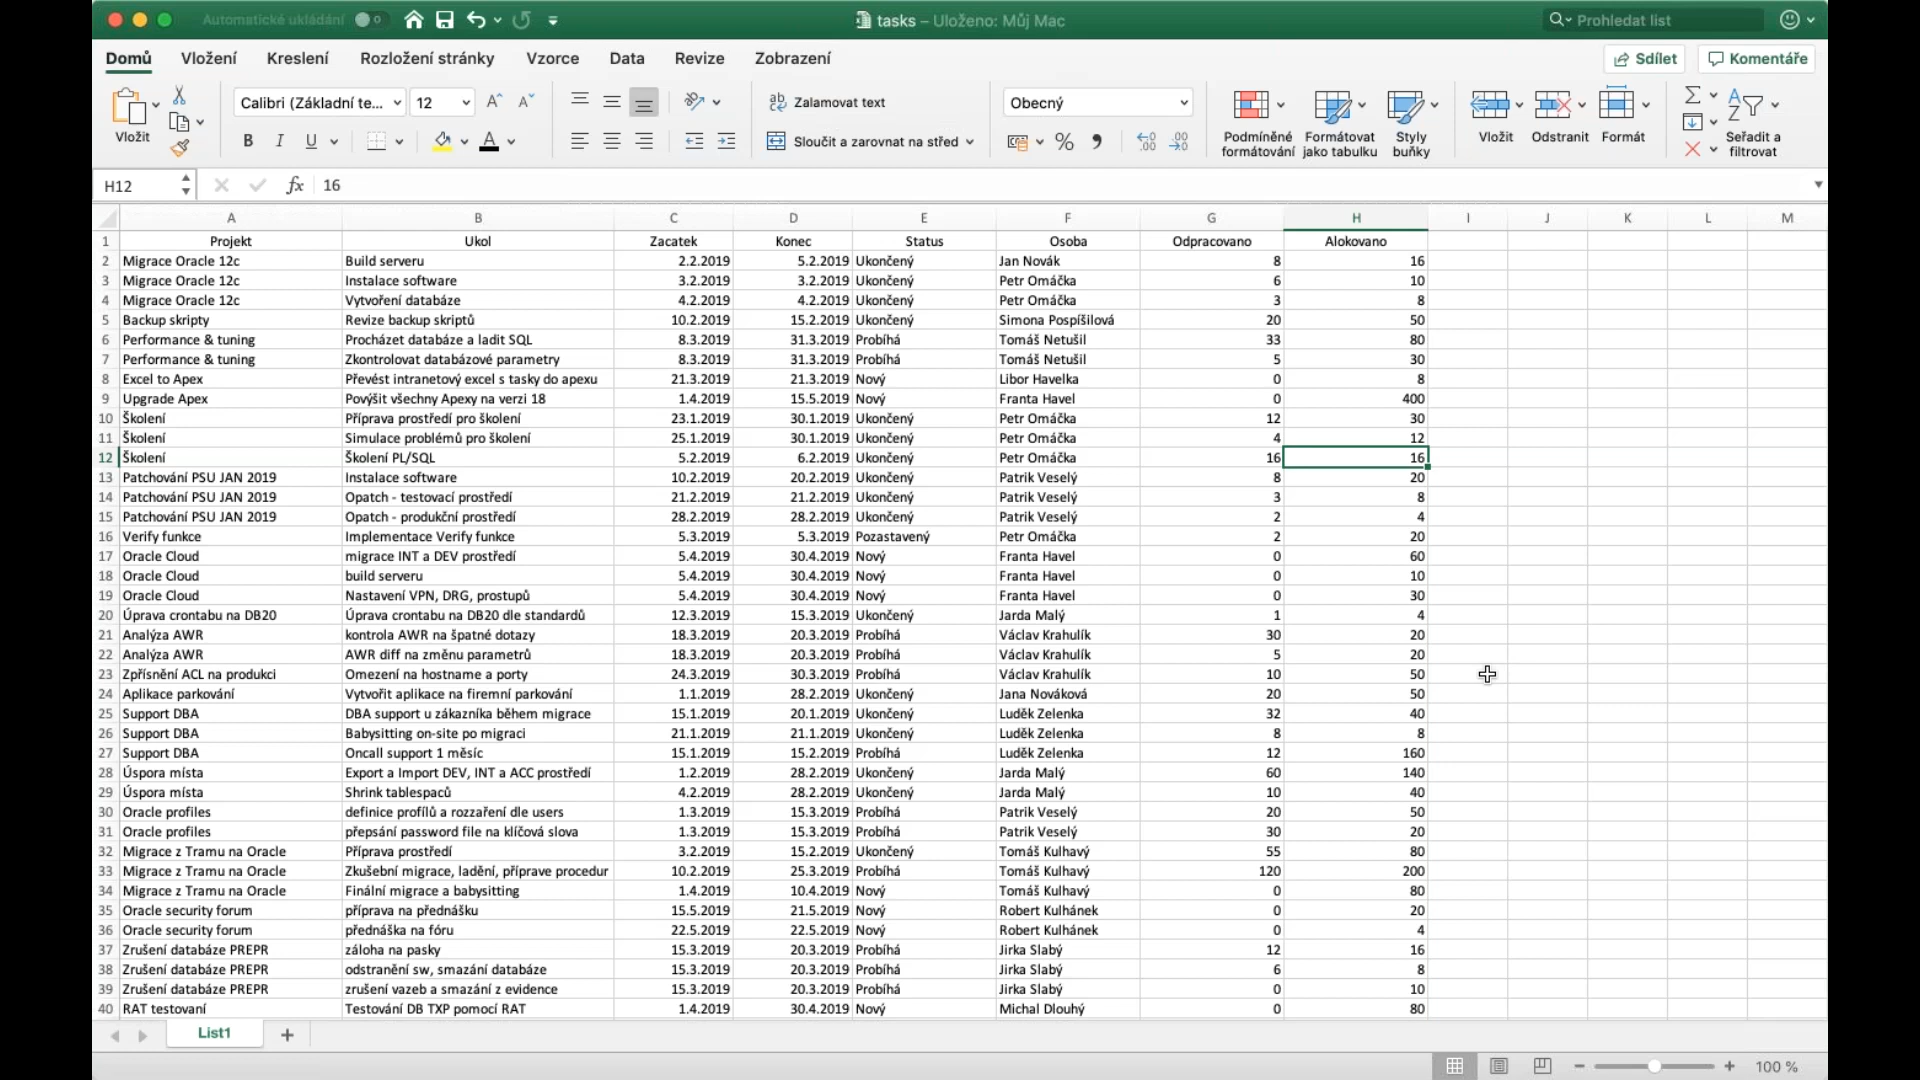 Automatické ukládání
tasks – Uloženo: Můj Mac
Prohledat list
Domů Vložení Kreslení Rozložení stránky Vzorce Data Revize Zobrazení Sdílet Komentáře
Vložit
Calibri (Základní te... 12
B I U A
Zalamovat text
Sloučit a zarovnat na střed
Obecný
Podmíněné formátování
Formátovat jako tabulku
Styly buňky
Vložit Odstranit Formát
Seřadit a filtrovat
H12 fx 16
A B C D E F G H I J K L M
1 Projekt Ukol Zacatek Konec Status Osoba Odpracovano Alokovano
2 Migrace Oracle 12c Build serveru 2.2.2019 5.2.2019 Ukončený Jan Novák 8 16
3 Migrace Oracle 12c Instalace software 3.2.2019 3.2.2019 Ukončený Petr Omáčka 6 10
4 Migrace Oracle 12c Vytvoření databáze 4.2.2019 4.2.2019 Ukončený Petr Omáčka 3 8
5 Backup skripty Revize backup skriptů 10.2.2019 15.2.2019 Ukončený Simona Pospíšilová 20 50
6 Performance & tuning Procházet databáze a ladit SQL 8.3.2019 31.3.2019 Probíhá Tomáš Netušil 33 80
7 Performance & tuning Zkontrolovat databázové parametry 8.3.2019 31.3.2019 Probíhá Tomáš Netušil 5 30
8 Excel to Apex Převést intranetový excel s tasky do apexu 21.3.2019 21.3.2019 Nový Libor Havelka 0 8
9 Upgrade Apex Povýšit všechny Apexy na verzi 18 1.4.2019 15.5.2019 Nový Franta Havel 0 400
10 Školení Příprava prostředí pro školení 23.1.2019 30.1.2019 Ukončený Petr Omáčka 12 30
11 Školení Simulace problémů pro školení 25.1.2019 30.1.2019 Ukončený Petr Omáčka 4 12
12 Školení Školení PL/SQL 5.2.2019 6.2.2019 Ukončený Petr Omáčka 16 16
13 Patchování PSU JAN 2019 Instalace software 10.2.2019 20.2.2019 Ukončený Patrik Veselý 8 20
14 Patchování PSU JAN 2019 Opatch - testovací prostředí 21.2.2019 21.2.2019 Ukončený Patrik Veselý 3 8
15 Patchování PSU JAN 2019 Opatch - produkční prostředí 28.2.2019 28.2.2019 Ukončený Patrik Veselý 2 4
16 Verify funkce Implementace Verify funkce 5.3.2019 5.3.2019 Pozastavený Petr Omáčka 2 20
17 Oracle Cloud migrace INT a DEV prostředí 5.4.2019 30.4.2019 Nový Franta Havel 0 60
18 Oracle Cloud build serveru 5.4.2019 30.4.2019 Nový Franta Havel 0 10
19 Oracle Cloud Nastavení VPN, DRG, prostupů 5.4.2019 30.4.2019 Nový Franta Havel 0 30
20 Úprava crontabu na DB20 Úprava crontabu na DB20 dle standardů 12.3.2019 15.3.2019 Ukončený Jarda Malý 1 4
21 Analýza AWR kontrola AWR na špatné dotazy 18.3.2019 20.3.2019 Probíhá Václav Krahulík 30 20
22 Analýza AWR AWR diff na změnu parametrů 18.3.2019 20.3.2019 Probíhá Václav Krahulík 5 20
23 Zpřísnění ACL na produkci Omezení na hostname a porty 24.3.2019 30.3.2019 Probíhá Václav Krahulík 10 50
24 Aplikace parkování Vytvořit aplikace na firemní parkování 1.1.2019 28.2.2019 Ukončený Jana Nováková 20 50
25 Support DBA DBA support u zákazníka během migrace 15.1.2019 20.1.2019 Ukončený Luděk Zelenka 32 40
26 Support DBA Babysitting on-site po migraci 21.1.2019 21.1.2019 Ukončený Luděk Zelenka 8 8
27 Support DBA Oncall support 1 měsíc 15.1.2019 15.2.2019 Probíhá Luděk Zelenka 12 160
28 Úspora místa Export a Import DEV, INT a ACC prostředí 1.2.2019 28.2.2019 Ukončený Jarda Malý 60 140
29 Úspora místa Shrink tablespaců 4.2.2019 28.2.2019 Ukončený Jarda Malý 10 40
30 Oracle profiles definice profílů a rozzaření dle users 1.3.2019 15.3.2019 Probíhá Patrik Veselý 20 50
31 Oracle profiles přepsání password file na klíčová slova 1.3.2019 15.3.2019 Probíhá Patrik Veselý 30 20
32 Migrace z Tramu na Oracle Příprava prostředí 3.2.2019 15.2.2019 Ukončený Tomáš Kulhavý 55 80
33 Migrace z Tramu na Oracle Zkušební migrace, ladění, příprave procedur 10.2.2019 25.3.2019 Probíhá Tomáš Kulhavý 120 200
34 Migrace z Tramu na Oracle Finální migrace a babysitting 1.4.2019 10.4.2019 Nový Tomáš Kulhavý 0 80
35 Oracle security forum příprava na přednášku 15.5.2019 21.5.2019 Nový Robert Kulhánek 0 20
36 Oracle security forum přednáška na fóru 22.5.2019 22.5.2019 Nový Robert Kulhánek 0 4
37 Zrušení databáze PREPR záloha na pasky 15.3.2019 20.3.2019 Probíhá Jirka Slabý 12 16
38 Zrušení databáze PREPR odstranění sw, smazání databáze 15.3.2019 20.3.2019 Probíhá Jirka Slabý 6 8
39 Zrušení databáze PREPR zrušení vazeb a smazání z evidence 15.3.2019 20.3.2019 Probíhá Jirka Slabý 0 10
40 RAT testovaní Testování DB TXP pomocí RAT 1.4.2019 30.4.2019 Nový Michal Dlouhý 0 80
List1
100 %